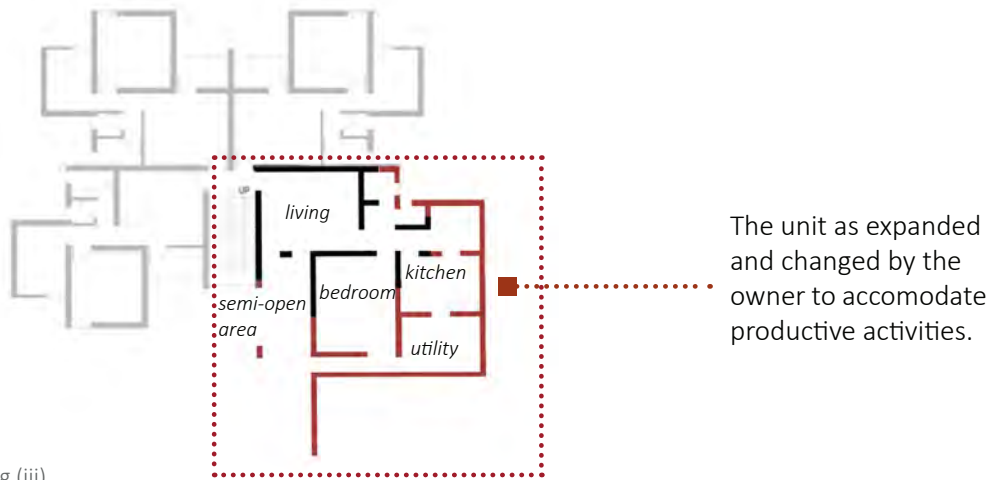 living
kitchen
bedroom
semi-open
area
utility
The unit as expanded
and changed by the
owner to accomodate
productive activities.
g (iii)